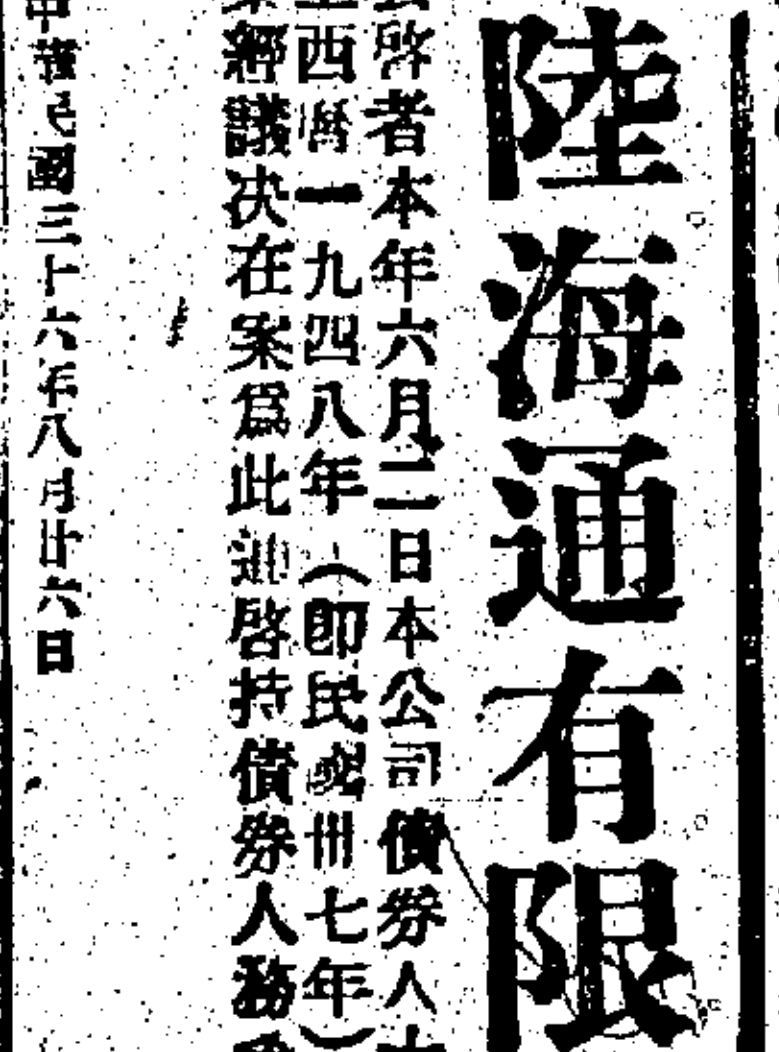 陸海通有限
啓者本年六月二日本公司債券人
西曆一九四八年（即民國卅七年）
經議决在案爲此通啓持債券人務
中華民國三十六年八月廿六日